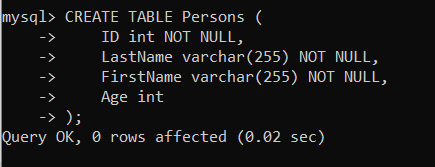 mysql> CREATE TABLE Persons (
    ->     ID int NOT NULL,
    ->     LastName varchar(255) NOT NULL,
    ->     FirstName varchar(255) NOT NULL,
    ->     Age int
    -> );
Query OK, 0 rows affected (0.02 sec)